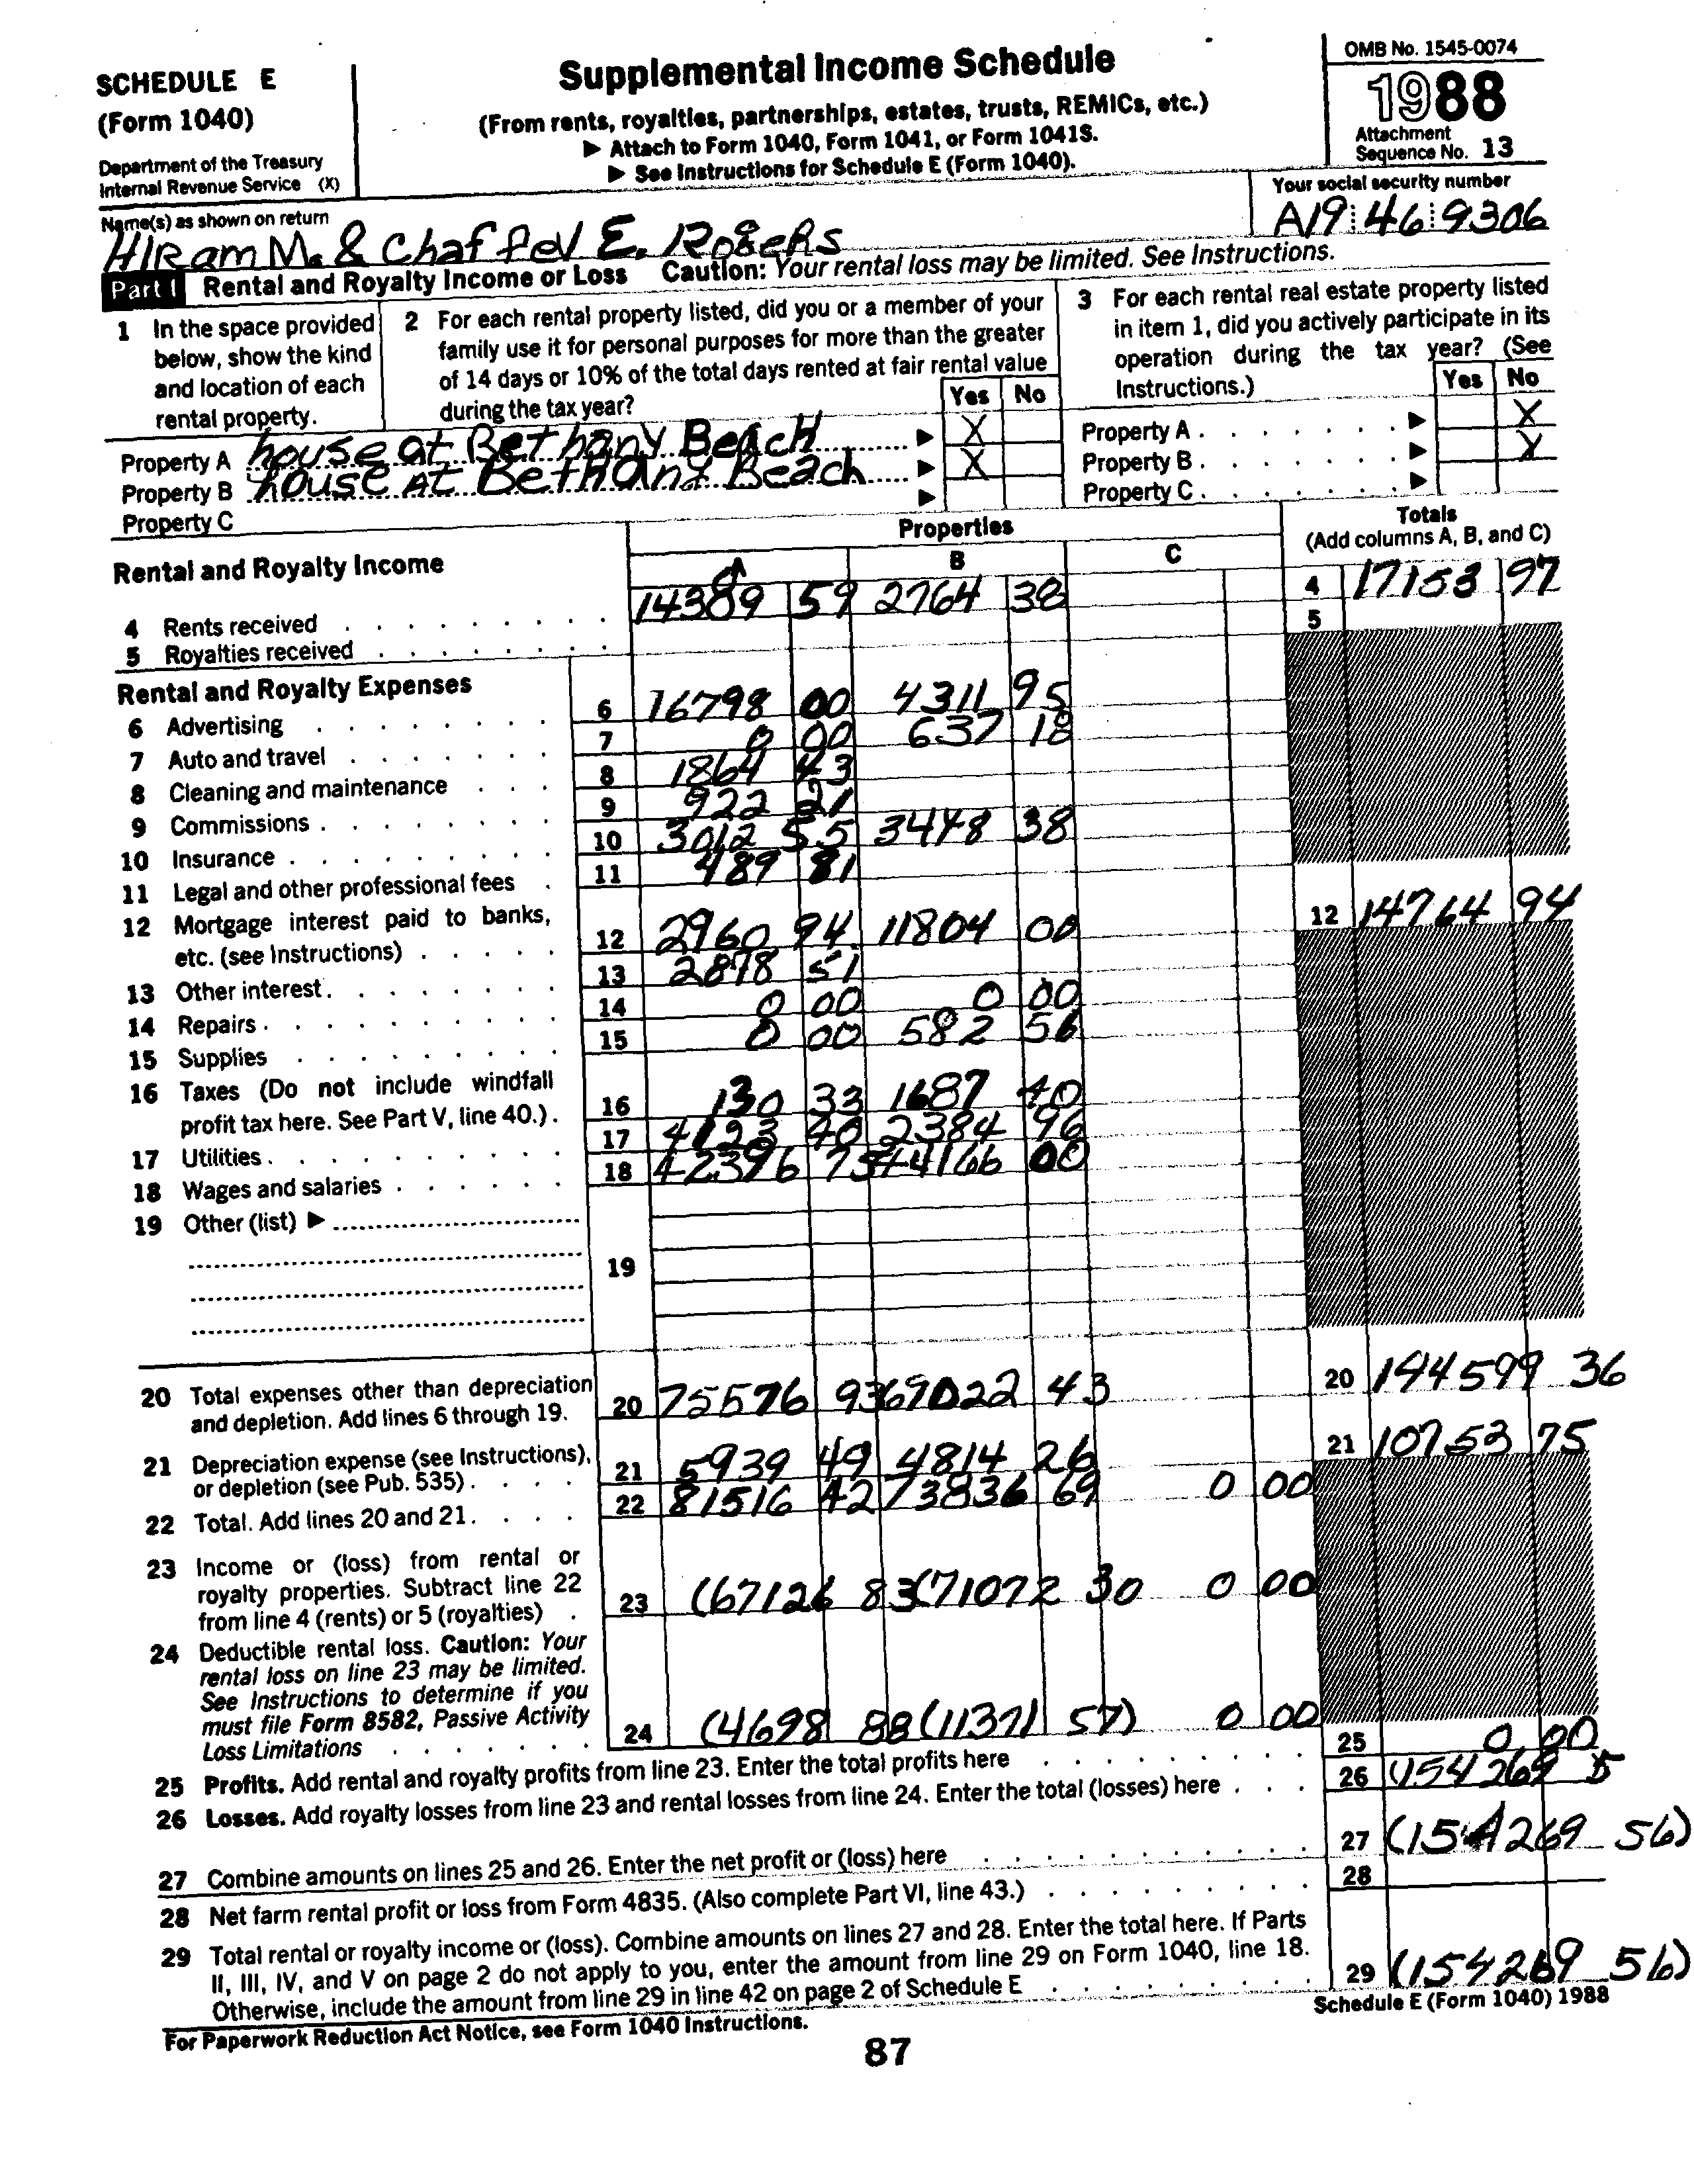 SCHEDULE E
(Form 1040)
Department of the Treasury
Internal Revenue Service (X)
Supplemental Income Schedule
(From rents, royalties, partnerships, estates, trusts, REMICs, etc.)
▶ Attach to Form 1040, Form 1041, or Form 1041S.
▶ See Instructions for Schedule E (Form 1040).
OMB No. 1545-0074
1988
Attachment
Sequence No. 13
Name(s) as shown on return
HIRam M. & Chaffel E. Rogers
Your social security number
A19 46 9306
Part I Rental and Royalty Income or Loss Caution: Your rental loss may be limited. See Instructions.
1 In the space provided
below, show the kind
and location of each
rental property.
2 For each rental property listed, did you or a member of your
family use it for personal purposes for more than the greater
of 14 days or 10% of the total days rented at fair rental value
during the tax year?
Yes No
3 For each rental real estate property listed
in item 1, did you actively participate in its
operation during the tax year? (See
Instructions.)
Yes No
Property A house at Bethany Beach ▶ X
Property B house at Bethany Beach ▶ X
Property C ▶
Property A ▶ X
Property B ▶ X
Property C ▶
Rental and Royalty Income
Properties
A B C
Totals
(Add columns A, B, and C)
4 Rents received 14389 59 2764 38 4 17153 97
5 Royalties received 5
Rental and Royalty Expenses
6 Advertising 6 16798 00 4311 95
7 Auto and travel 7 0 00 637 18
8 Cleaning and maintenance 8 1864 43
9 Commissions 9 922 21
10 Insurance 10 3012 55 3448 38
11 Legal and other professional fees 11 489 81
12 Mortgage interest paid to banks,
etc. (see Instructions) 12 2960 94 11804 00 12 14764 94
13 Other interest 13 2878 51
14 Repairs 14 0 00 0 00
15 Supplies 15 0 00 582 56
16 Taxes (Do not include windfall
profit tax here. See Part V, line 40.) 16 130 33 1687 40
17 Utilities 17 4123 40 2384 96
18 Wages and salaries 18 42396 75 44166 00
19 Other (list) ▶
19
20 Total expenses other than depreciation
and depletion. Add lines 6 through 19. 20 75576 93 69022 43 20 144599 36
21 Depreciation expense (see Instructions),
or depletion (see Pub. 535) 21 5939 49 4814 26 21 10753 75
22 Total. Add lines 20 and 21. 22 81516 42 73836 69 0 00
23 Income or (loss) from rental or
royalty properties. Subtract line 22
from line 4 (rents) or 5 (royalties) 23 (67126 83 (71072 30 0 00
24 Deductible rental loss. Caution: Your
rental loss on line 23 may be limited.
See Instructions to determine if you
must file Form 8582, Passive Activity
Loss Limitations 24 (4698 88 (11371 57) 0 00
25 Profits. Add rental and royalty profits from line 23. Enter the total profits here 25 0 00
26 Losses. Add royalty losses from line 23 and rental losses from line 24. Enter the total (losses) here 26 (154269
27 Combine amounts on lines 25 and 26. Enter the net profit or (loss) here 27 (154269 56)
28 Net farm rental profit or loss from Form 4835. (Also complete Part VI, line 43.) 28
29 Total rental or royalty income or (loss). Combine amounts on lines 27 and 28. Enter the total here. If Parts
II, III, IV, and V on page 2 do not apply to you, enter the amount from line 29 on Form 1040, line 18.
Otherwise, include the amount from line 29 in line 42 on page 2 of Schedule E 29 (154269 56)
For Paperwork Reduction Act Notice, see Form 1040 Instructions.
Schedule E (Form 1040) 1988
87